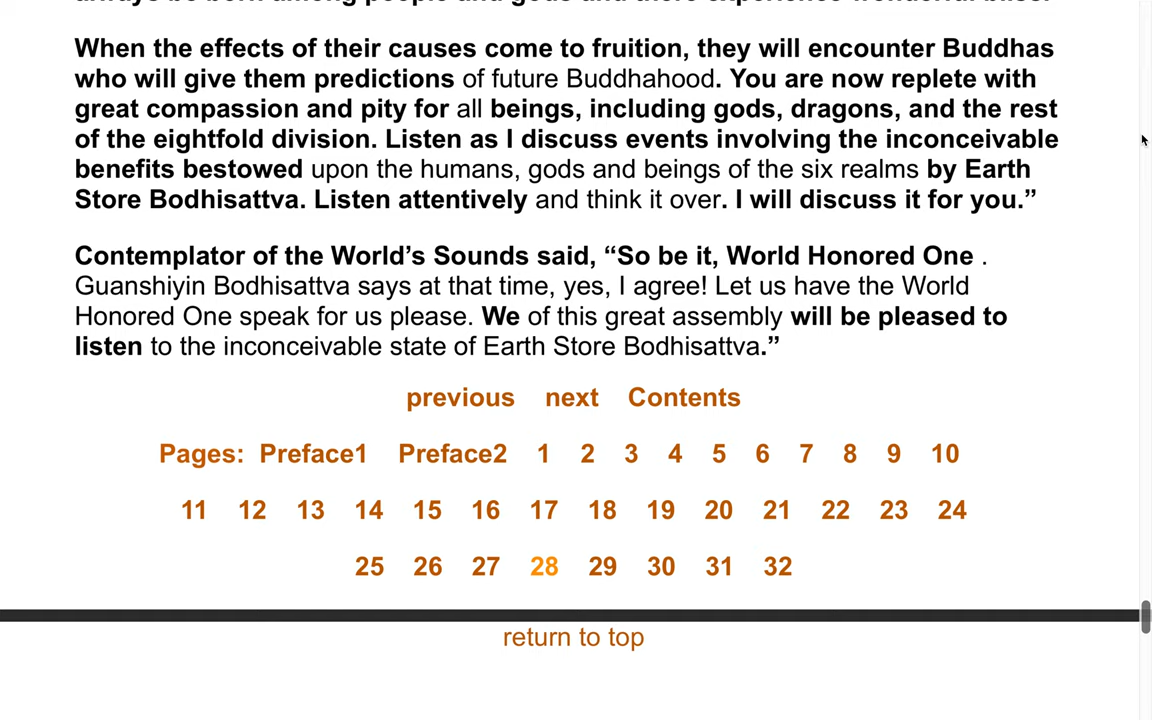 When the effects of their causes come to fruition, they will encounter Buddhas
who will give them predictions of future Buddhahood. You are now replete with
great compassion and pity for all beings, including gods, dragons, and the rest
of the eightfold division. Listen as I discuss events involving the inconceivable
benefits bestowed upon the humans, gods and beings of the six realms by Earth
Store Bodhisattva. Listen attentively and think it over. I will discuss it for you.”
Contemplator of the World’s Sounds said, “So be it, World Honored One .
Guanshiyin Bodhisattva says at that time, yes, I agree! Let us have the World
Honored One speak for us please. We of this great assembly will be pleased to
listen to the inconceivable state of Earth Store Bodhisattva.”
previous next Contents
Pages: Preface1 Preface2 1 2 3 4 5 6 7 8 9 10
11 12 13 14 15 16 17 18 19 20 21 22 23 24
25 26 27 28 29 30 31 32
return to top